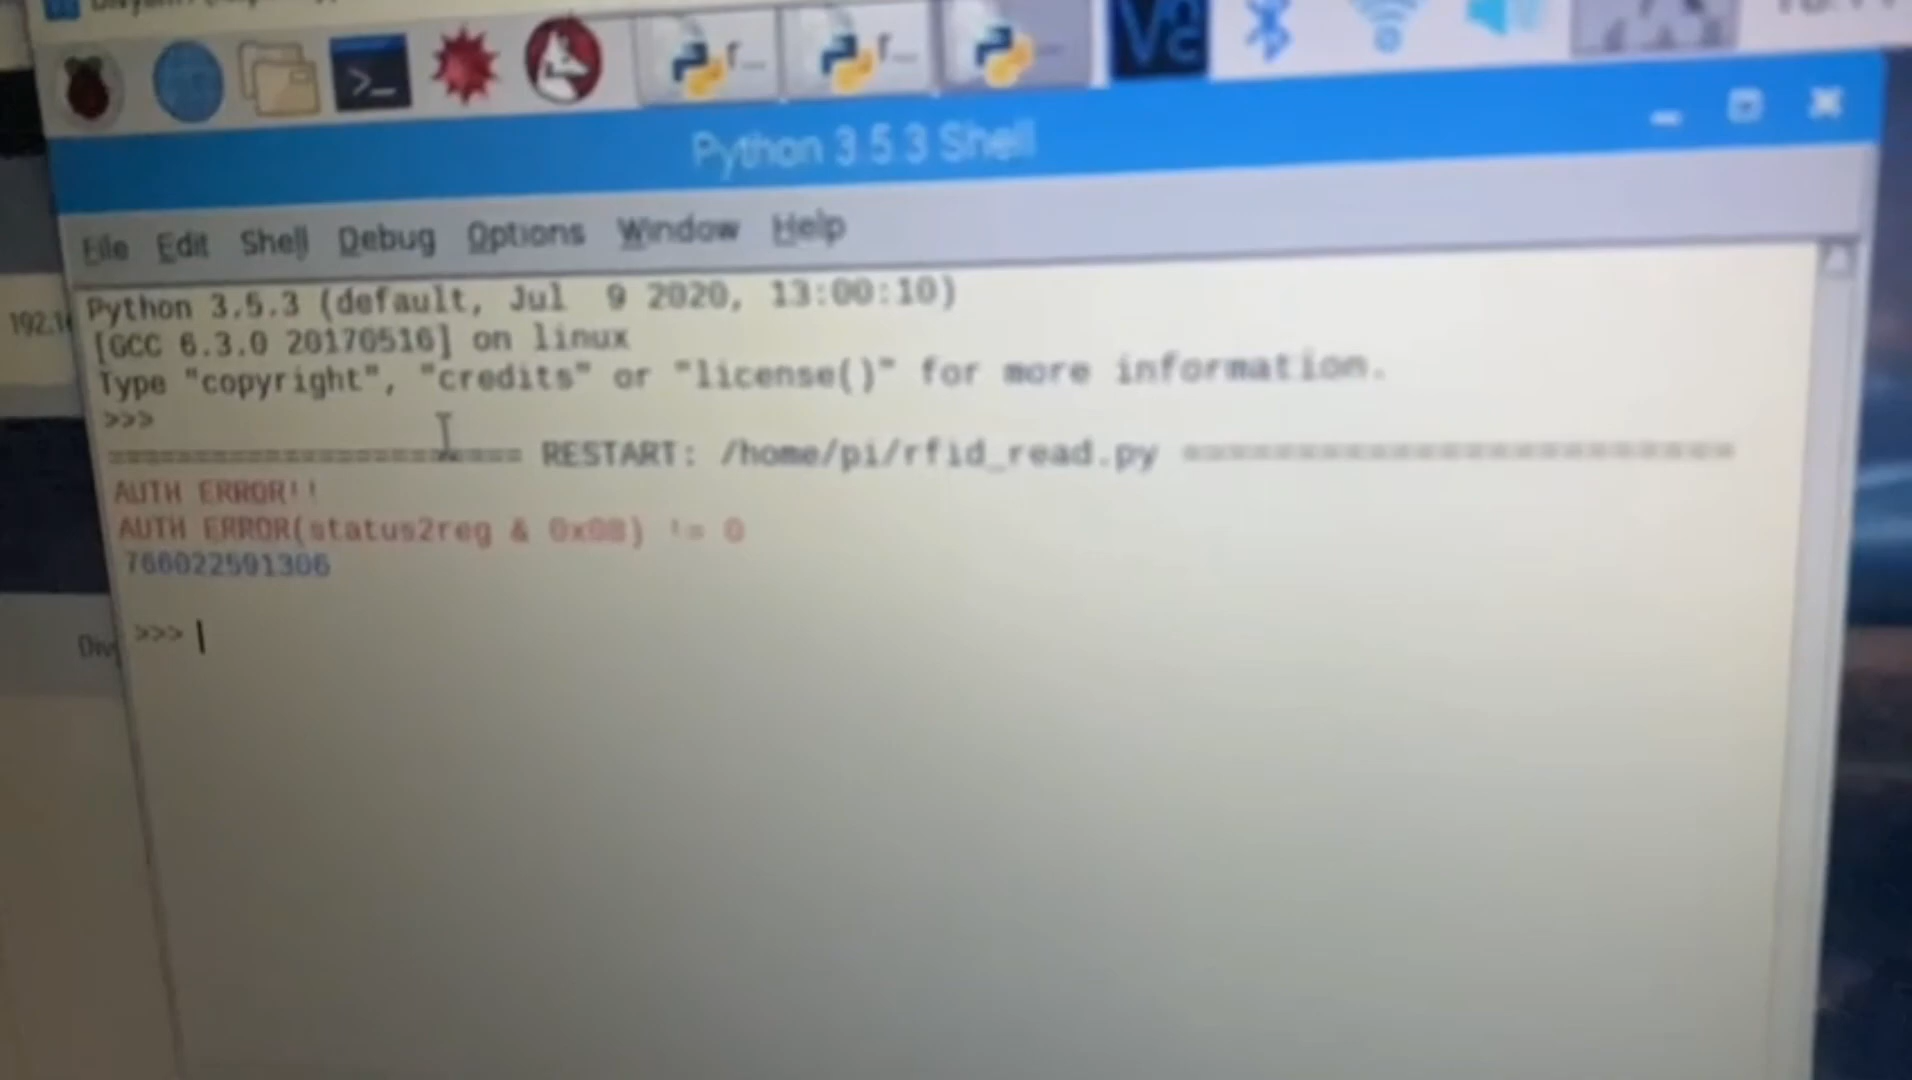 Python 3 5 3 Shell
File Edit Shell Debug Options Window Help
Python 3.5.3 (default, Jul  9 2020, 13:00:10)
[GCC 6.3.0 20170516] on linux
Type "copyright", "credits" or "license()" for more information.
>>>
======================== RESTART: /home/pi/rfid_read.py ================================
AUTH ERROR!!
AUTH ERROR(status2reg & 0x08) != 0
766022591306
>>>